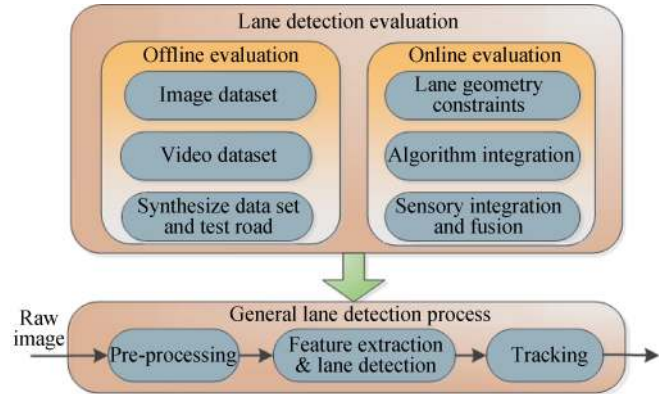 Lane detection evaluation
Offline evaluation
Image dataset
Video dataset
Synthesize data set
and test road
Online evaluation
Lane geometry
constraints
Algorithm integration
Sensory integration
and fusion
General lane detection process
Raw
image
Pre-processing
Feature extraction
& lane detection
Tracking